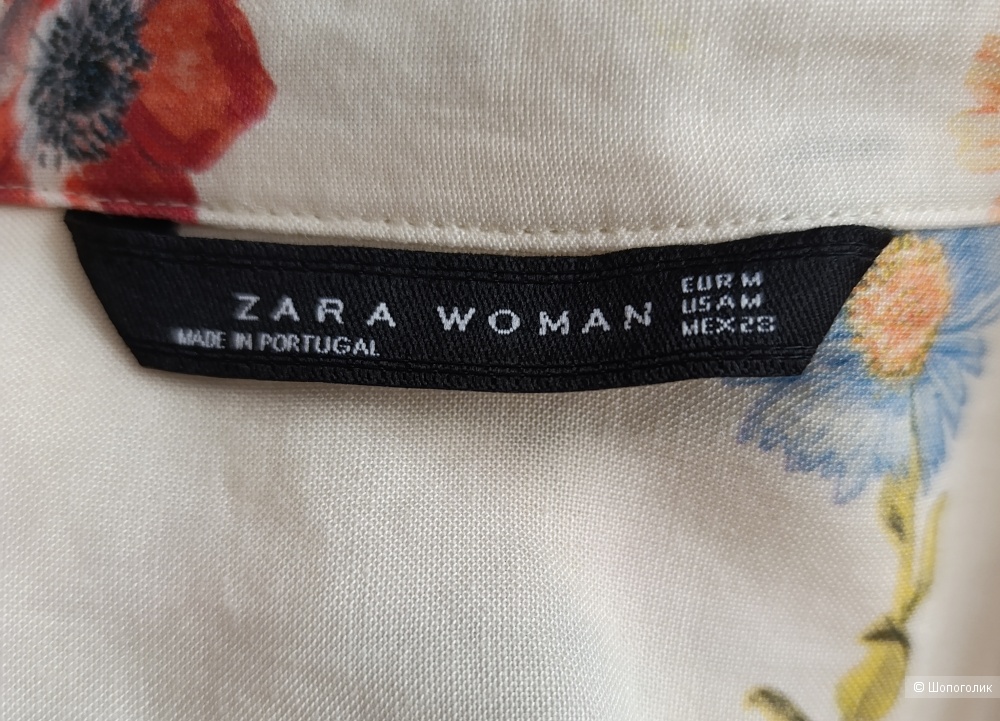 ZARA WOMAN
MADE IN PORTUGAL
EUR M
USA M
MEX 28
© Шопоголик